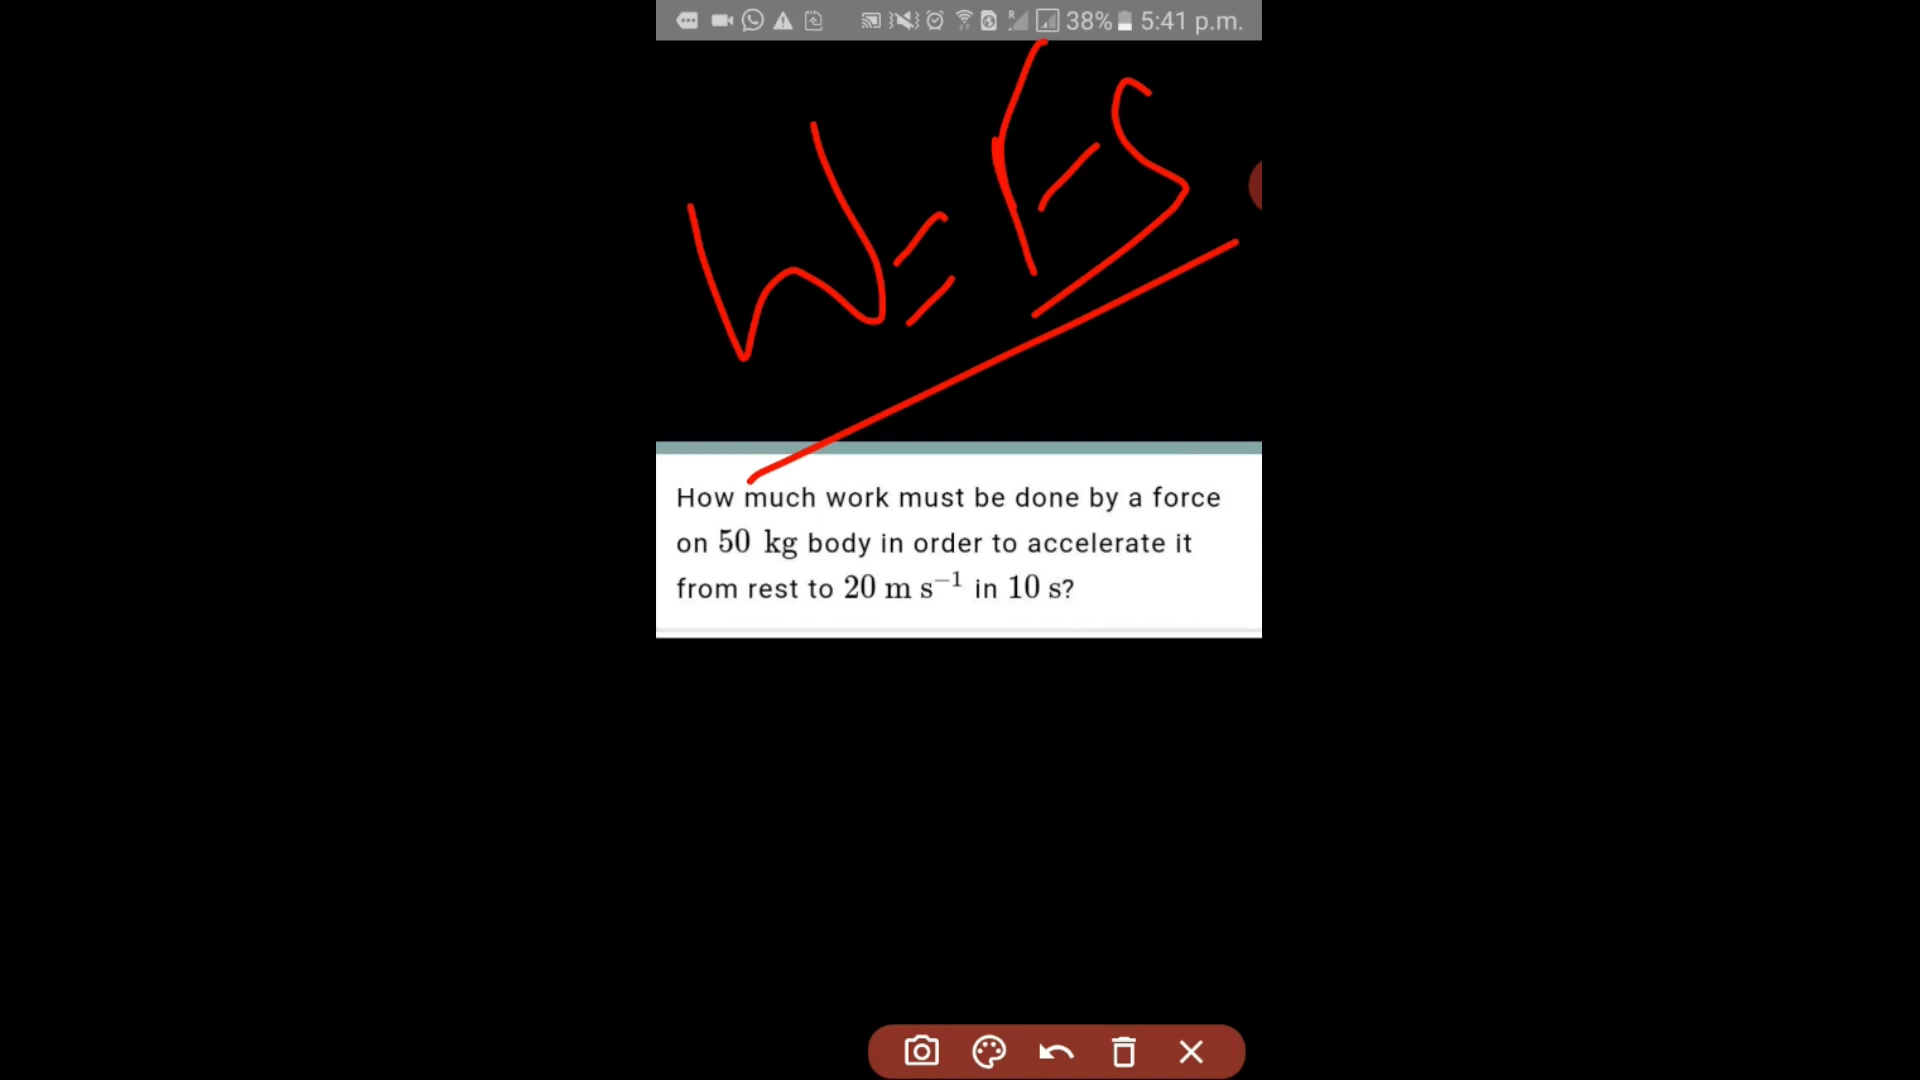 38% 5:41 p.m.
W=FS
How much work must be done by a force
on 50 kg body in order to accelerate it
from rest to 20 m s⁻¹ in 10 s?